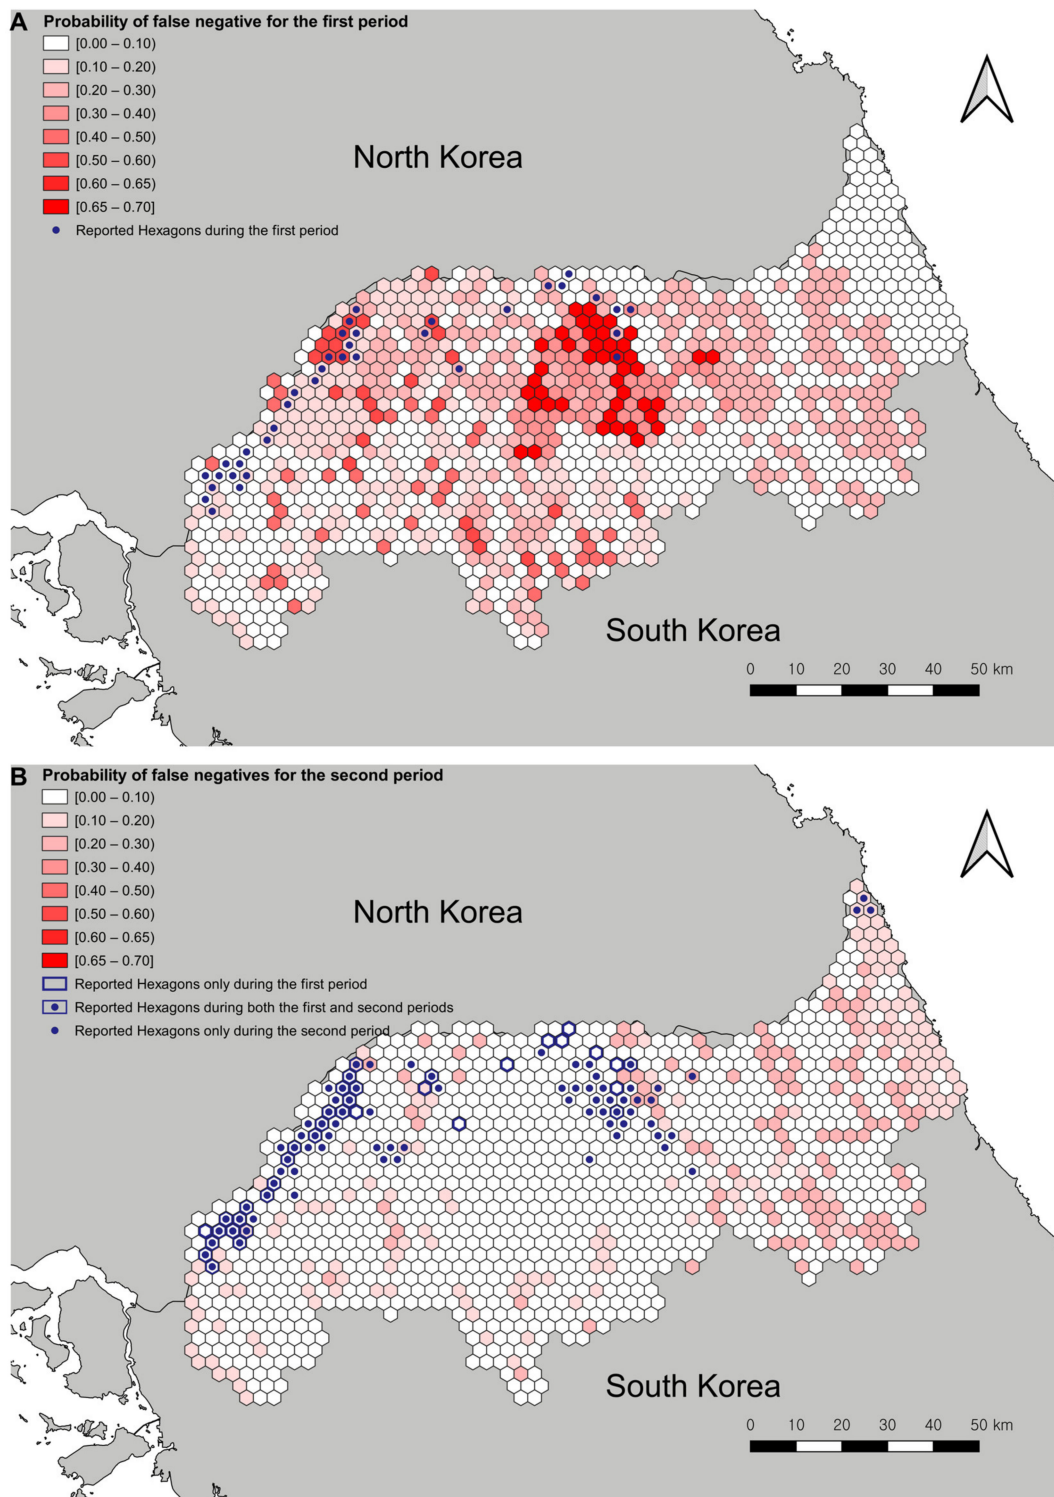 A Probability of false negative for the first period
[0.00 – 0.10)
[0.10 – 0.20)
[0.20 – 0.30)
[0.30 – 0.40)
[0.40 – 0.50)
[0.50 – 0.60)
[0.60 – 0.65)
[0.65 – 0.70]
Reported Hexagons during the first period
North Korea
South Korea
0 10 20 30 40 50 km
B Probability of false negatives for the second period
[0.00 – 0.10)
[0.10 – 0.20)
[0.20 – 0.30)
[0.30 – 0.40)
[0.40 – 0.50)
[0.50 – 0.60)
[0.60 – 0.65)
[0.65 – 0.70]
Reported Hexagons only during the first period
Reported Hexagons during both the first and second periods
Reported Hexagons only during the second period
North Korea
South Korea
0 10 20 30 40 50 km